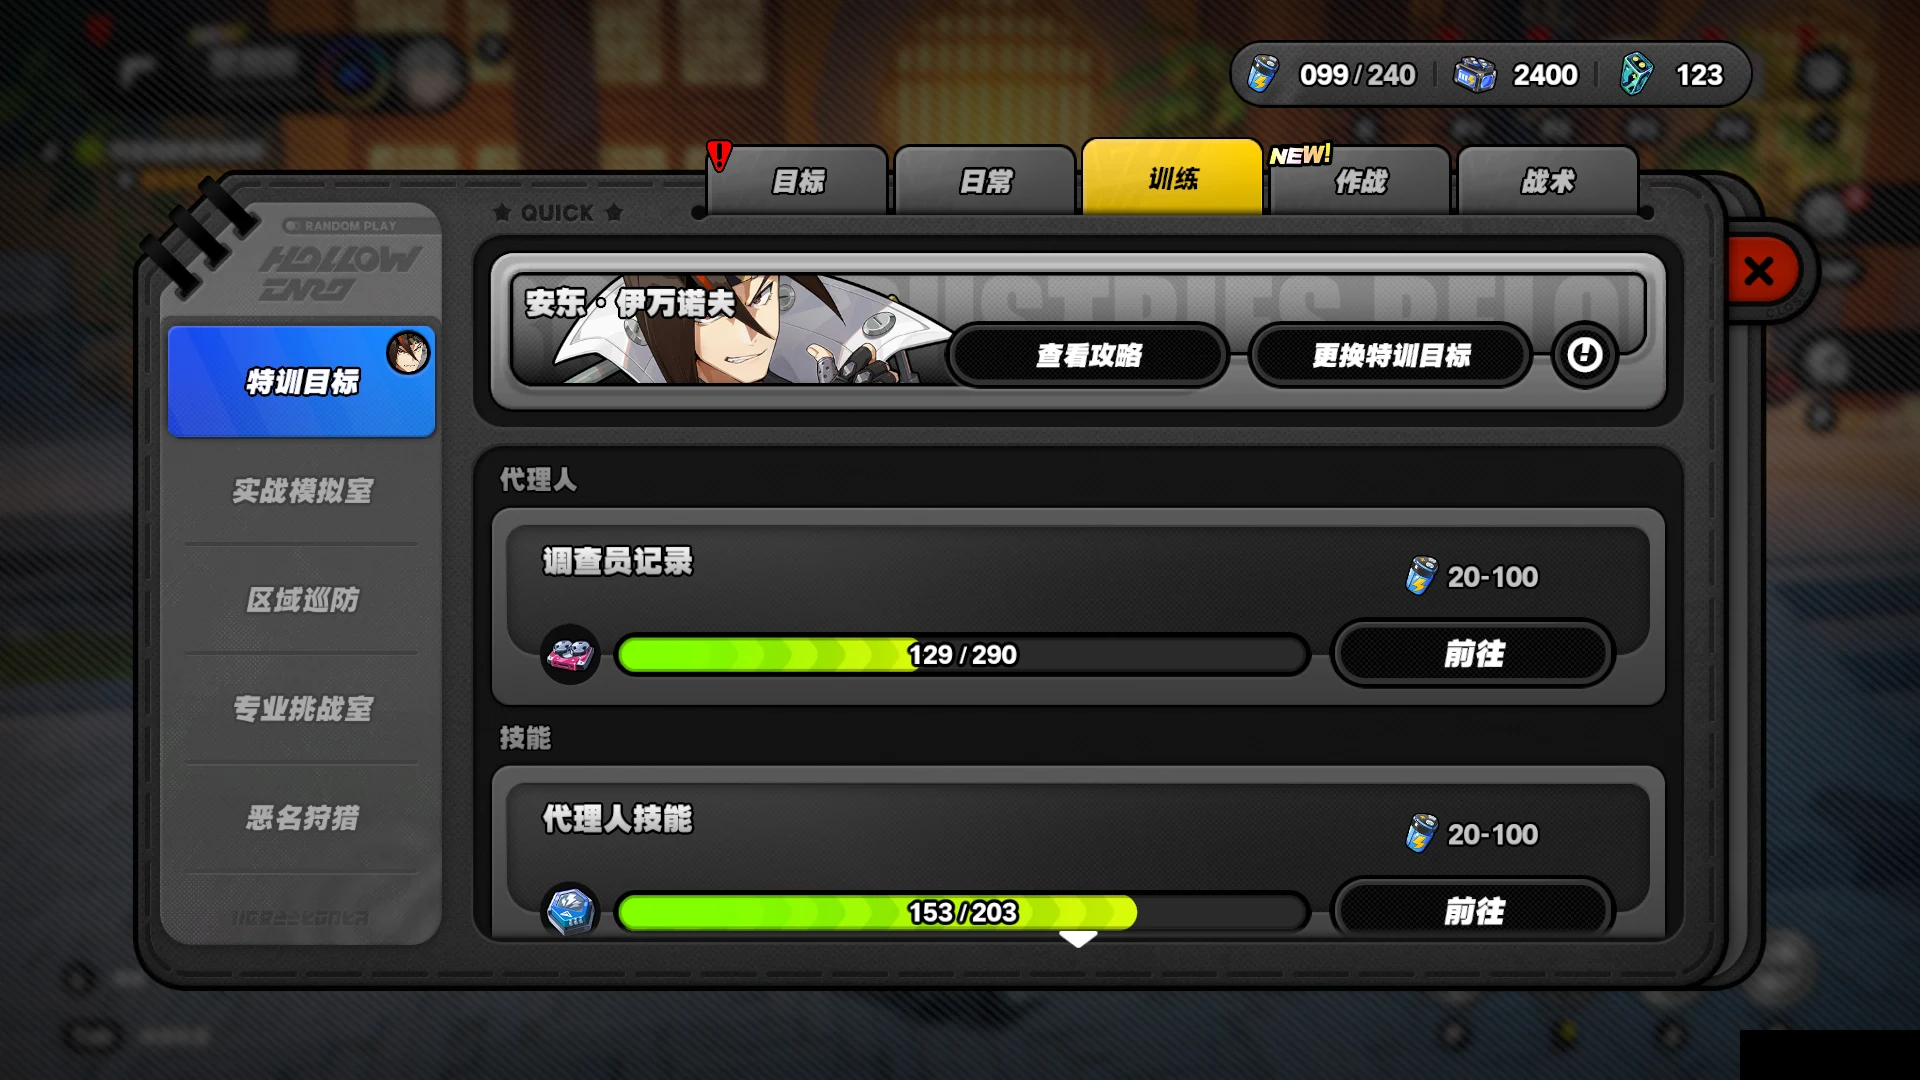 099/240
2400
123
目标
日常
训练
NEW!
作战
战术
★ QUICK ★
RANDOM PLAY
HOLLOW
ZERO
特训目标
实战模拟室
区域巡防
专业挑战室
恶名狩猎
安东·伊万诺夫
查看攻略
更换特训目标
代理人
调查员记录
20-100
129/290
前往
技能
代理人技能
20-100
153/203
前往